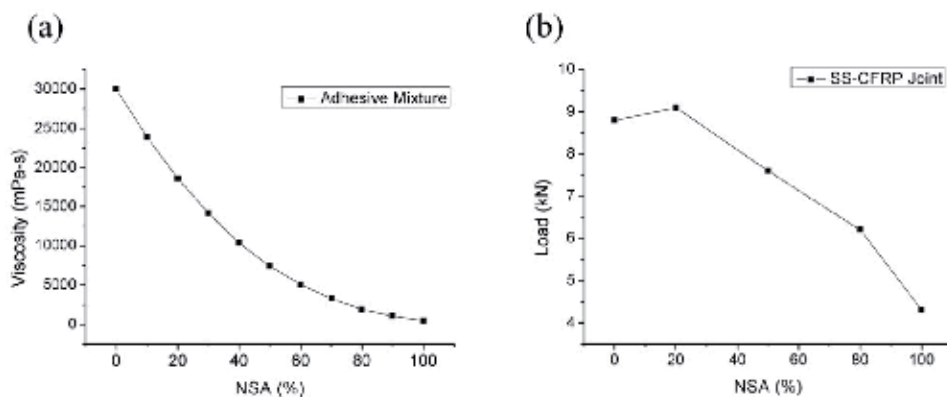 (a)
(b)
Adhesive Mixture
30000
25000
20000
15000
10000
5000
0
Viscosity (mPa-s)
0 20 40 60 80 100
NSA (%)
SS-CFRP Joint
10
9
8
7
6
5
4
Load (kN)
0 20 40 60 80 100
NSA (%)